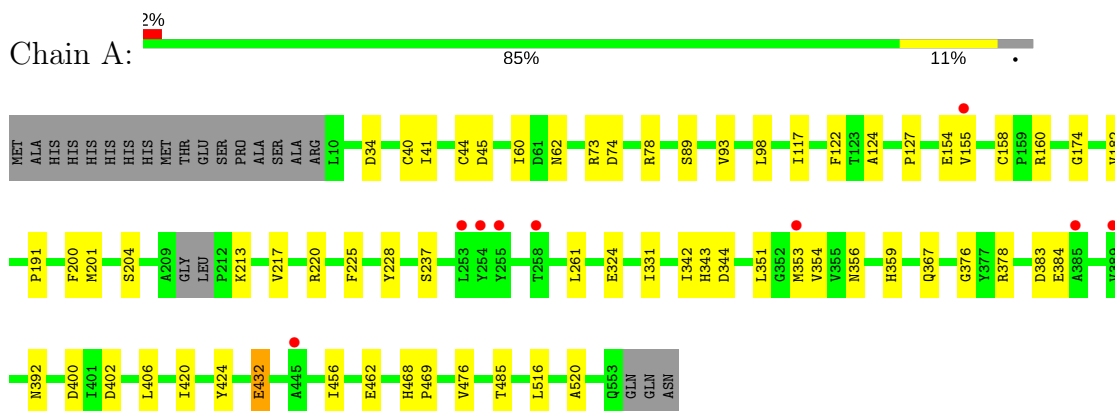 2%
Chain A:
85% 11% •
MET ALA HIS HIS HIS HIS HIS HIS MET THR GLU SER PRO ALA SER ALA ARG L10 D34 C40 I41 C44 D45 I60 D61 N62 R73 D74 R78 S89 V93 L98 I117 F122 T123 A124 P127 E154 V155 C158 P159 R160 G174 V182
P191 F200 M201 S204 A209 GLY LEU P212 K213 V217 R220 F225 Y228 S237 L253 Y254 Y255 T258 L261 E324 I331 I342 H343 D344 L351 G352 M353 V354 V355 N356 H359 Q367 G376 Y377 R378 D383 E384 A385 V389
N392 D400 I401 D402 L406 I420 Y424 E432 A445 I456 E462 H468 P469 V476 T485 L516 A520 Q553 GLN GLN ASN